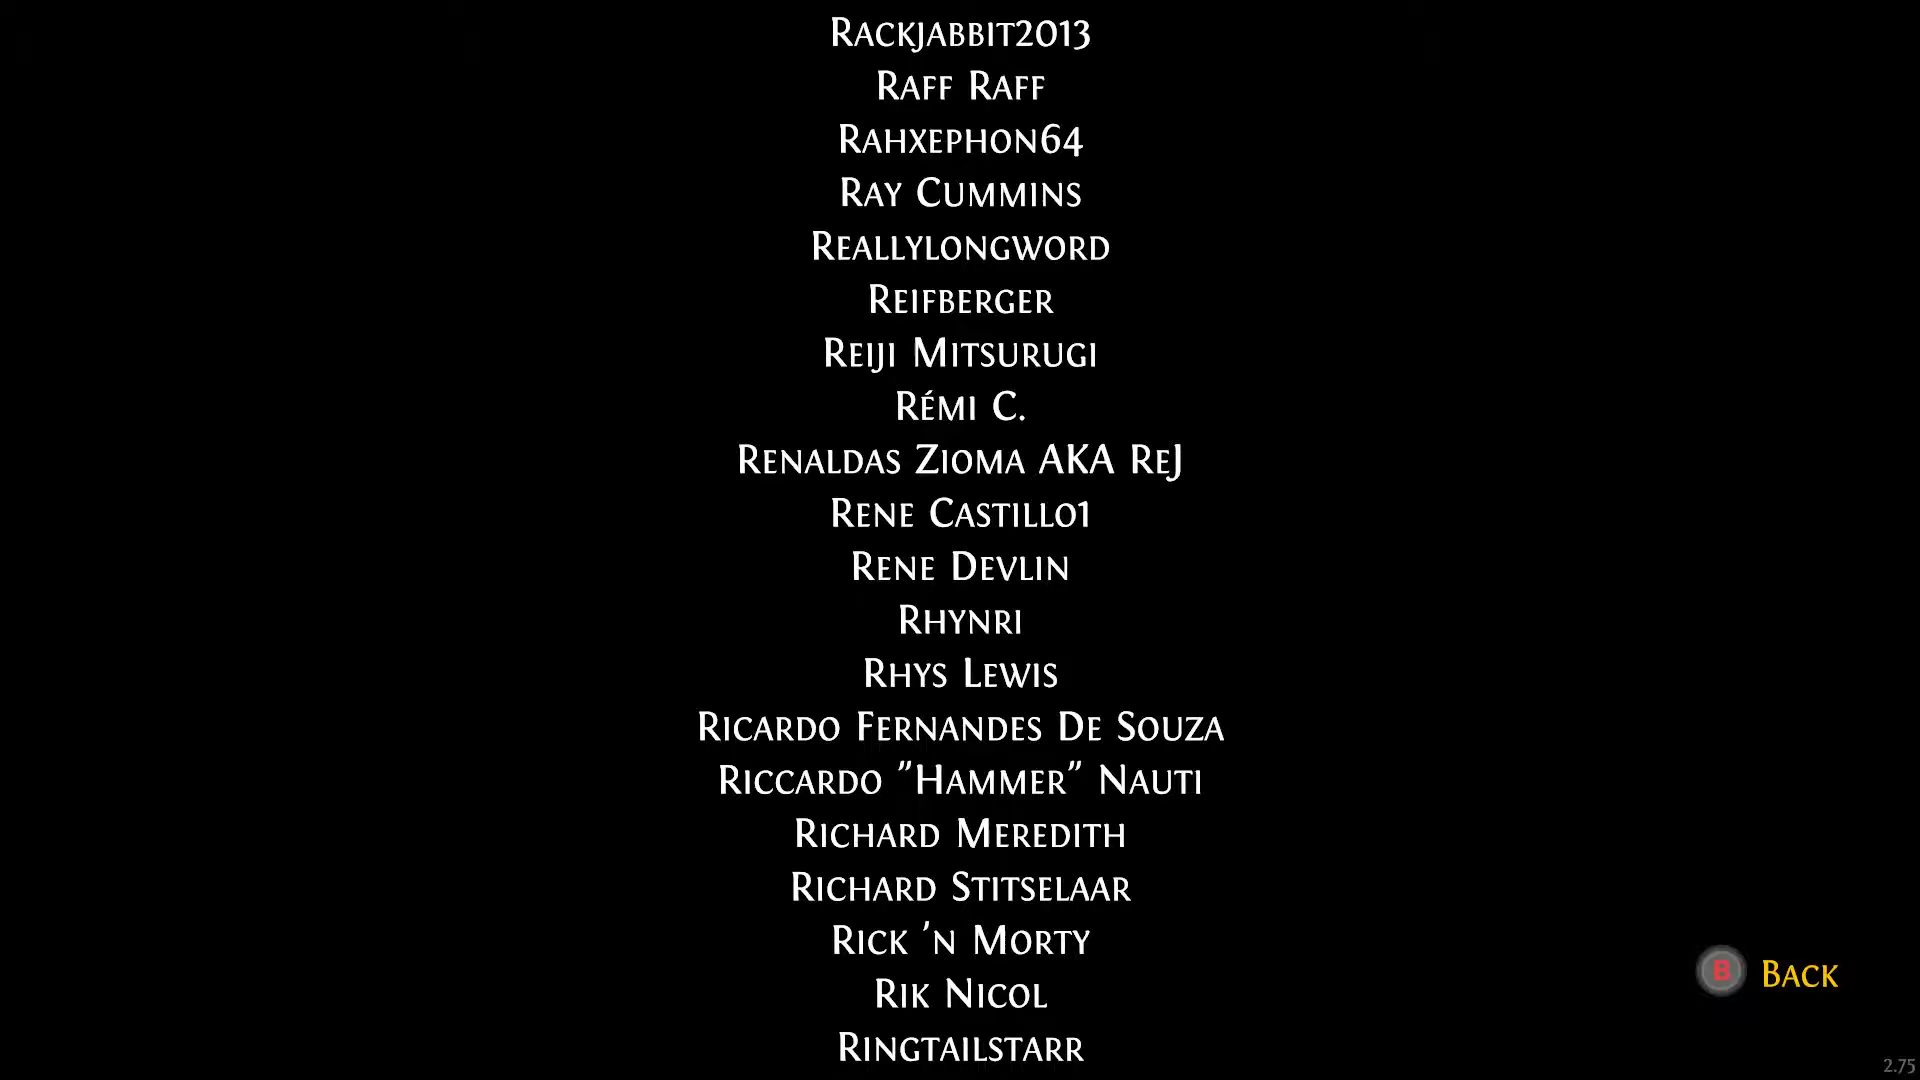 Rackjabbit2013
Raff Raff
Rahxephon64
Ray Cummins
Reallylongword
Reifberger
Reiji Mitsurugi
Rémi C.
Renaldas Zioma AKA ReJ
Rene Castillo1
Rene Devlin
Rhynri
Rhys Lewis
Ricardo Fernandes De Souza
Riccardo "Hammer" Nauti
Richard Meredith
Richard Stitselaar
Rick 'n Morty
Rik Nicol
Ringtailstarr
B Back
2.75